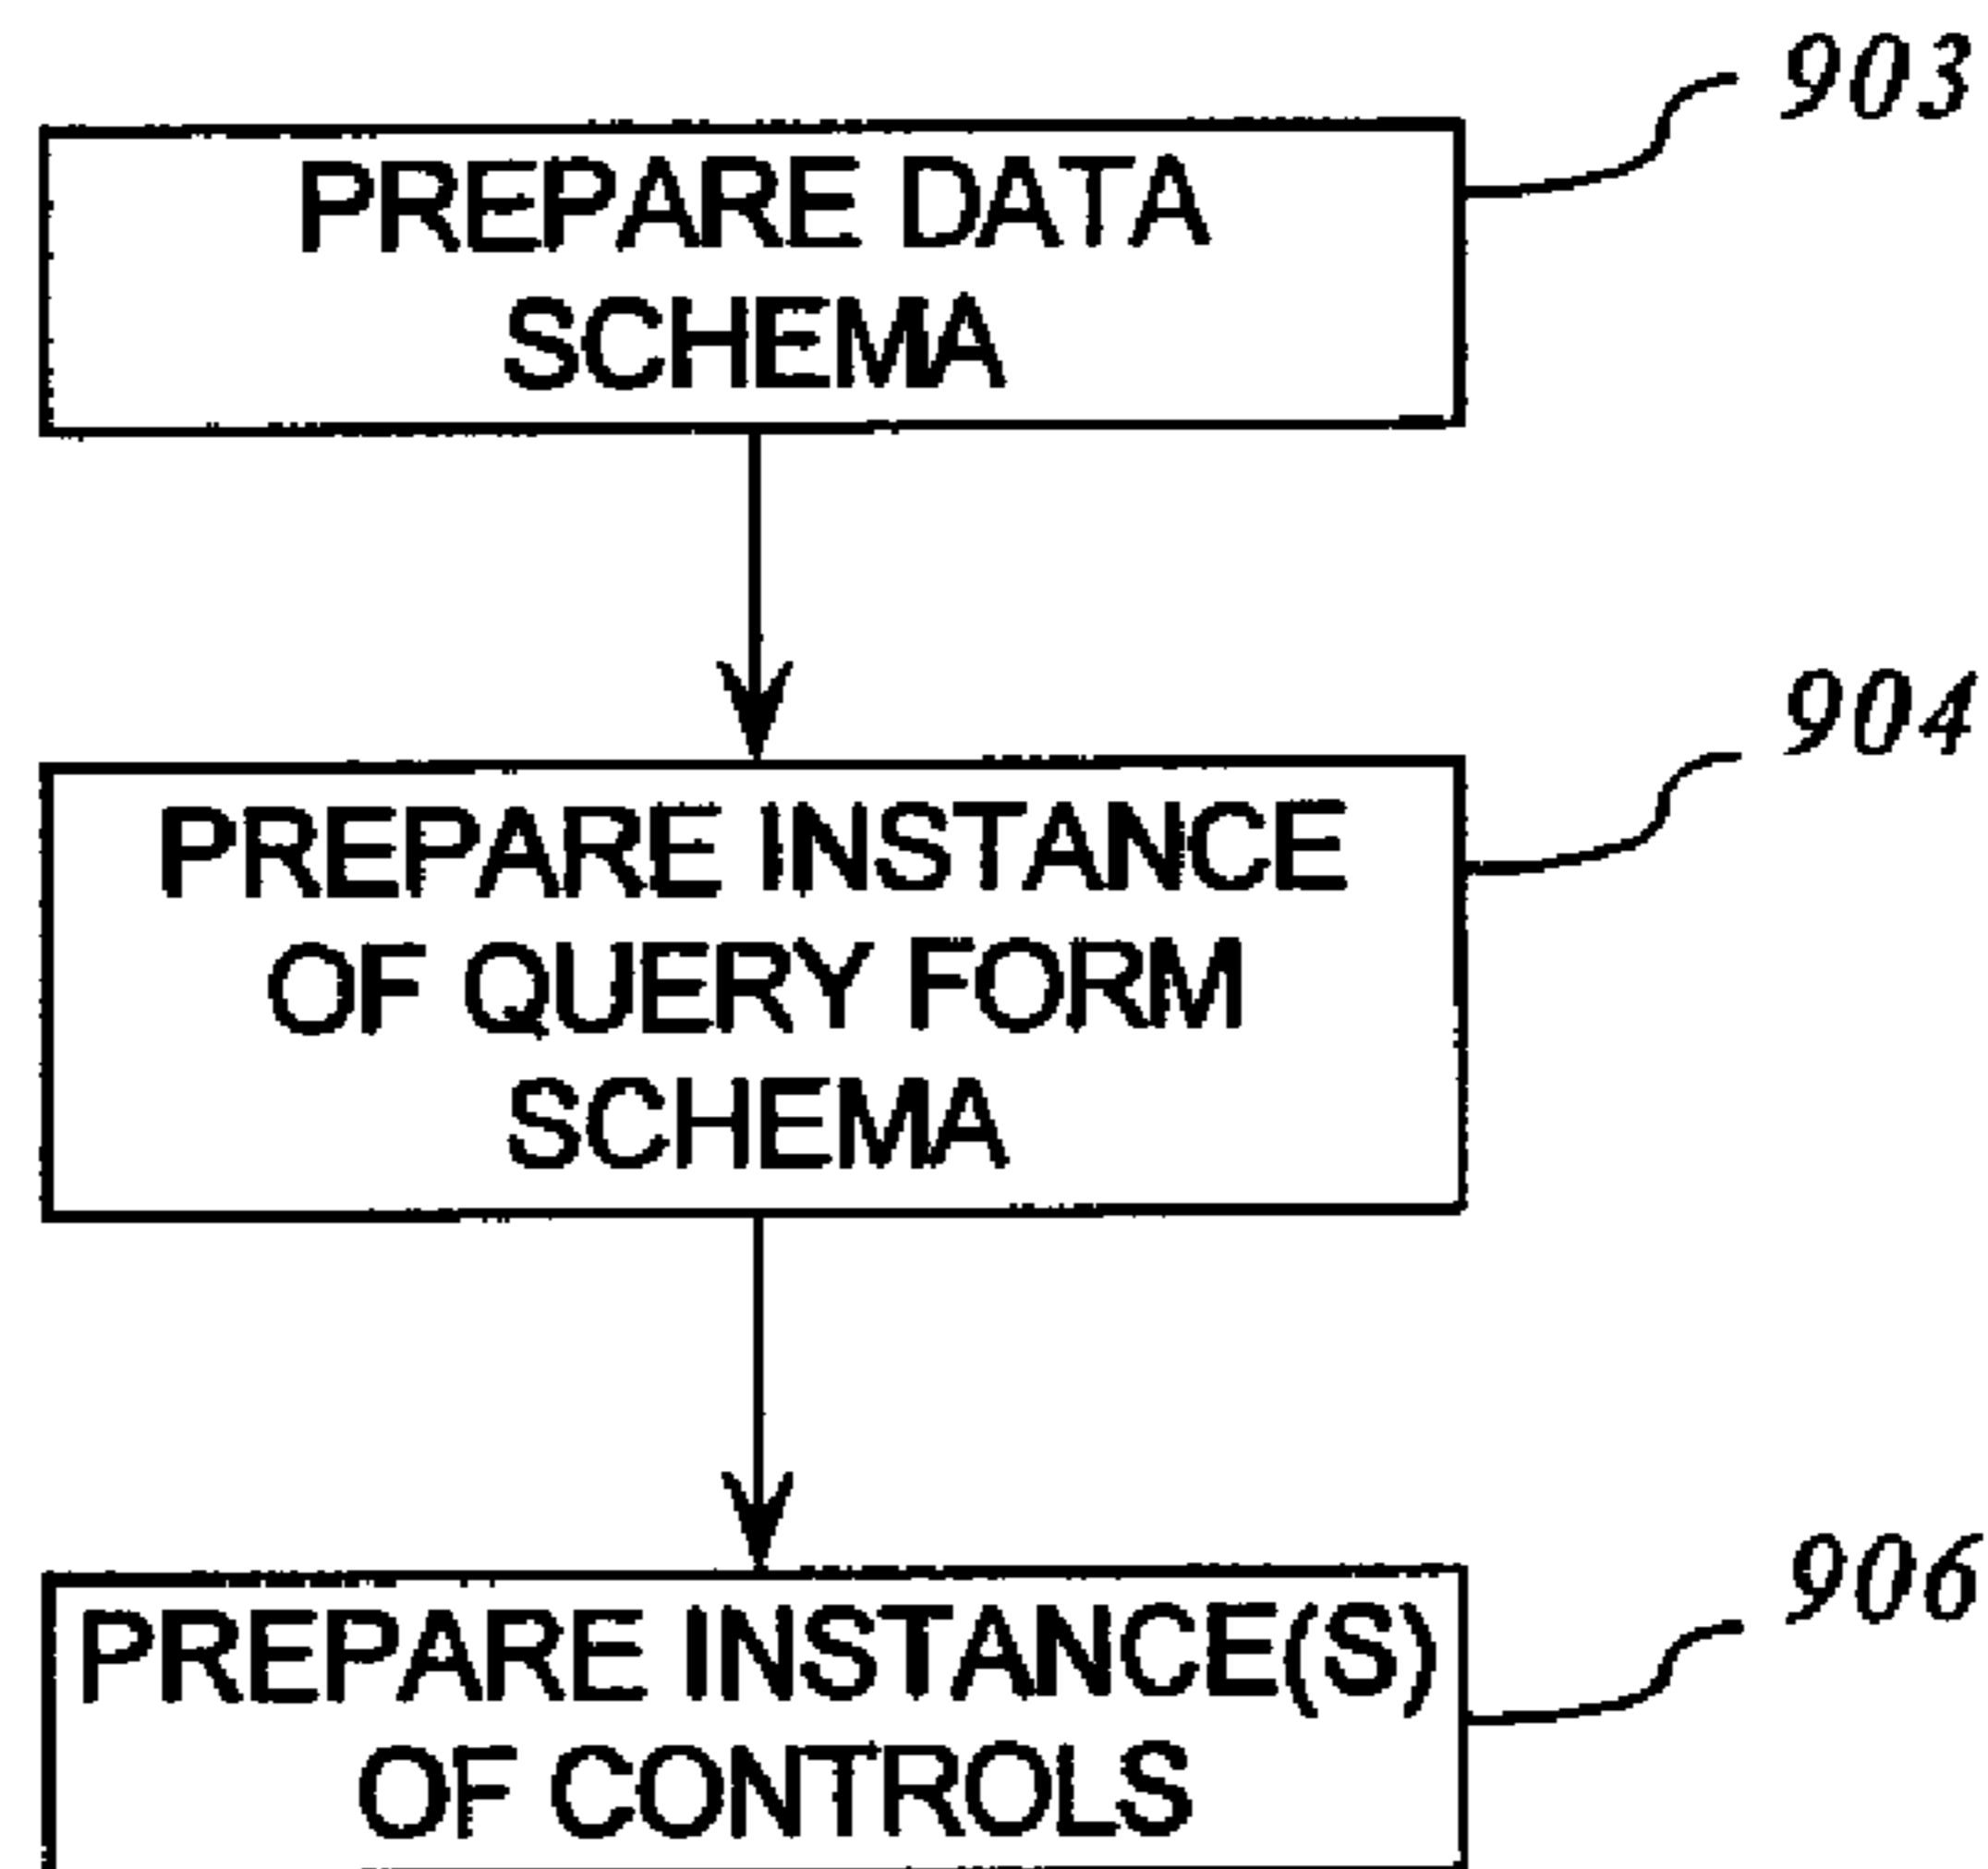 903
PREPARE DATA
SCHEMA
904
PREPARE INSTANCE
OF QUERY FORM
SCHEMA
906
PREPARE INSTANCE(S)
OF CONTROLS